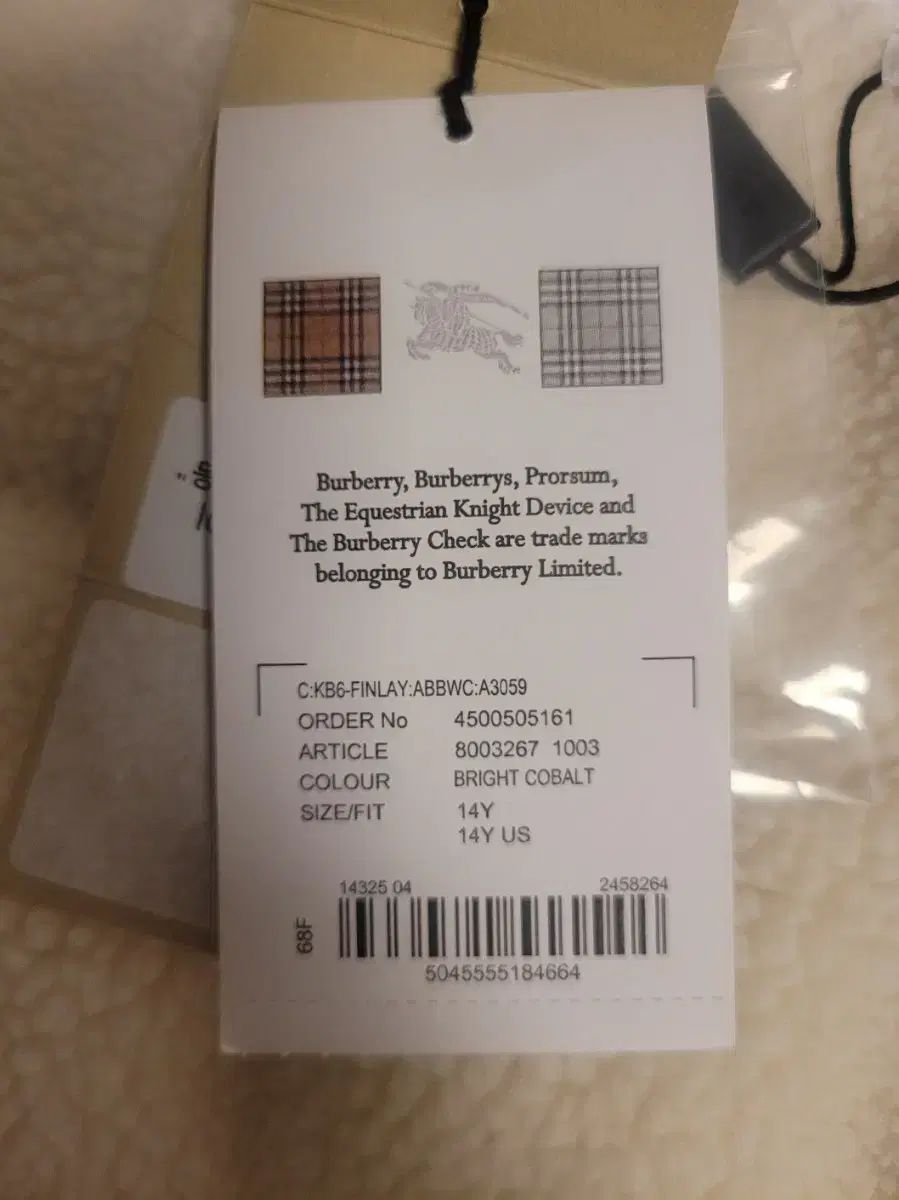 Burberry, Burberrys, Prorsum,
The Equestrian Knight Device and
The Burberry Check are trade marks
belonging to Burberry Limited.
C:KB6-FINLAY:ABBWC:A3059
ORDER No 4500505161
ARTICLE 8003267 1003
COLOUR BRIGHT COBALT
SIZE/FIT 14Y
14Y US
14325 04 2458264
68F
5045555184664